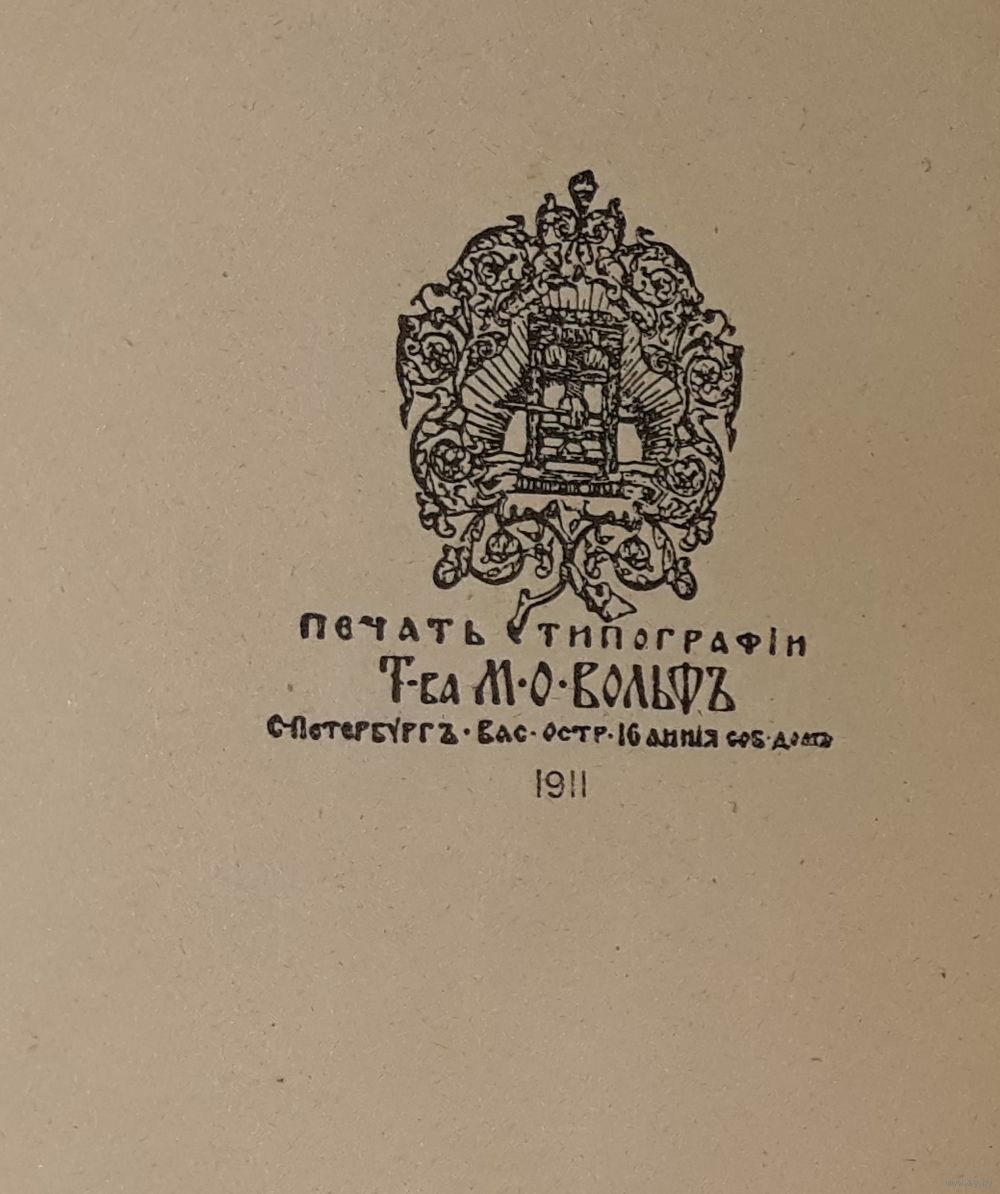 ПЕЧАТЬ ТИПОГРАФІИ
Т-ва М·О·ВОЛЬФЪ
С-ПЕТЕРБУРГЪ·ВАС·ОСТР·16 ЛИНІЯ СОБ·ДОМЪ
1911